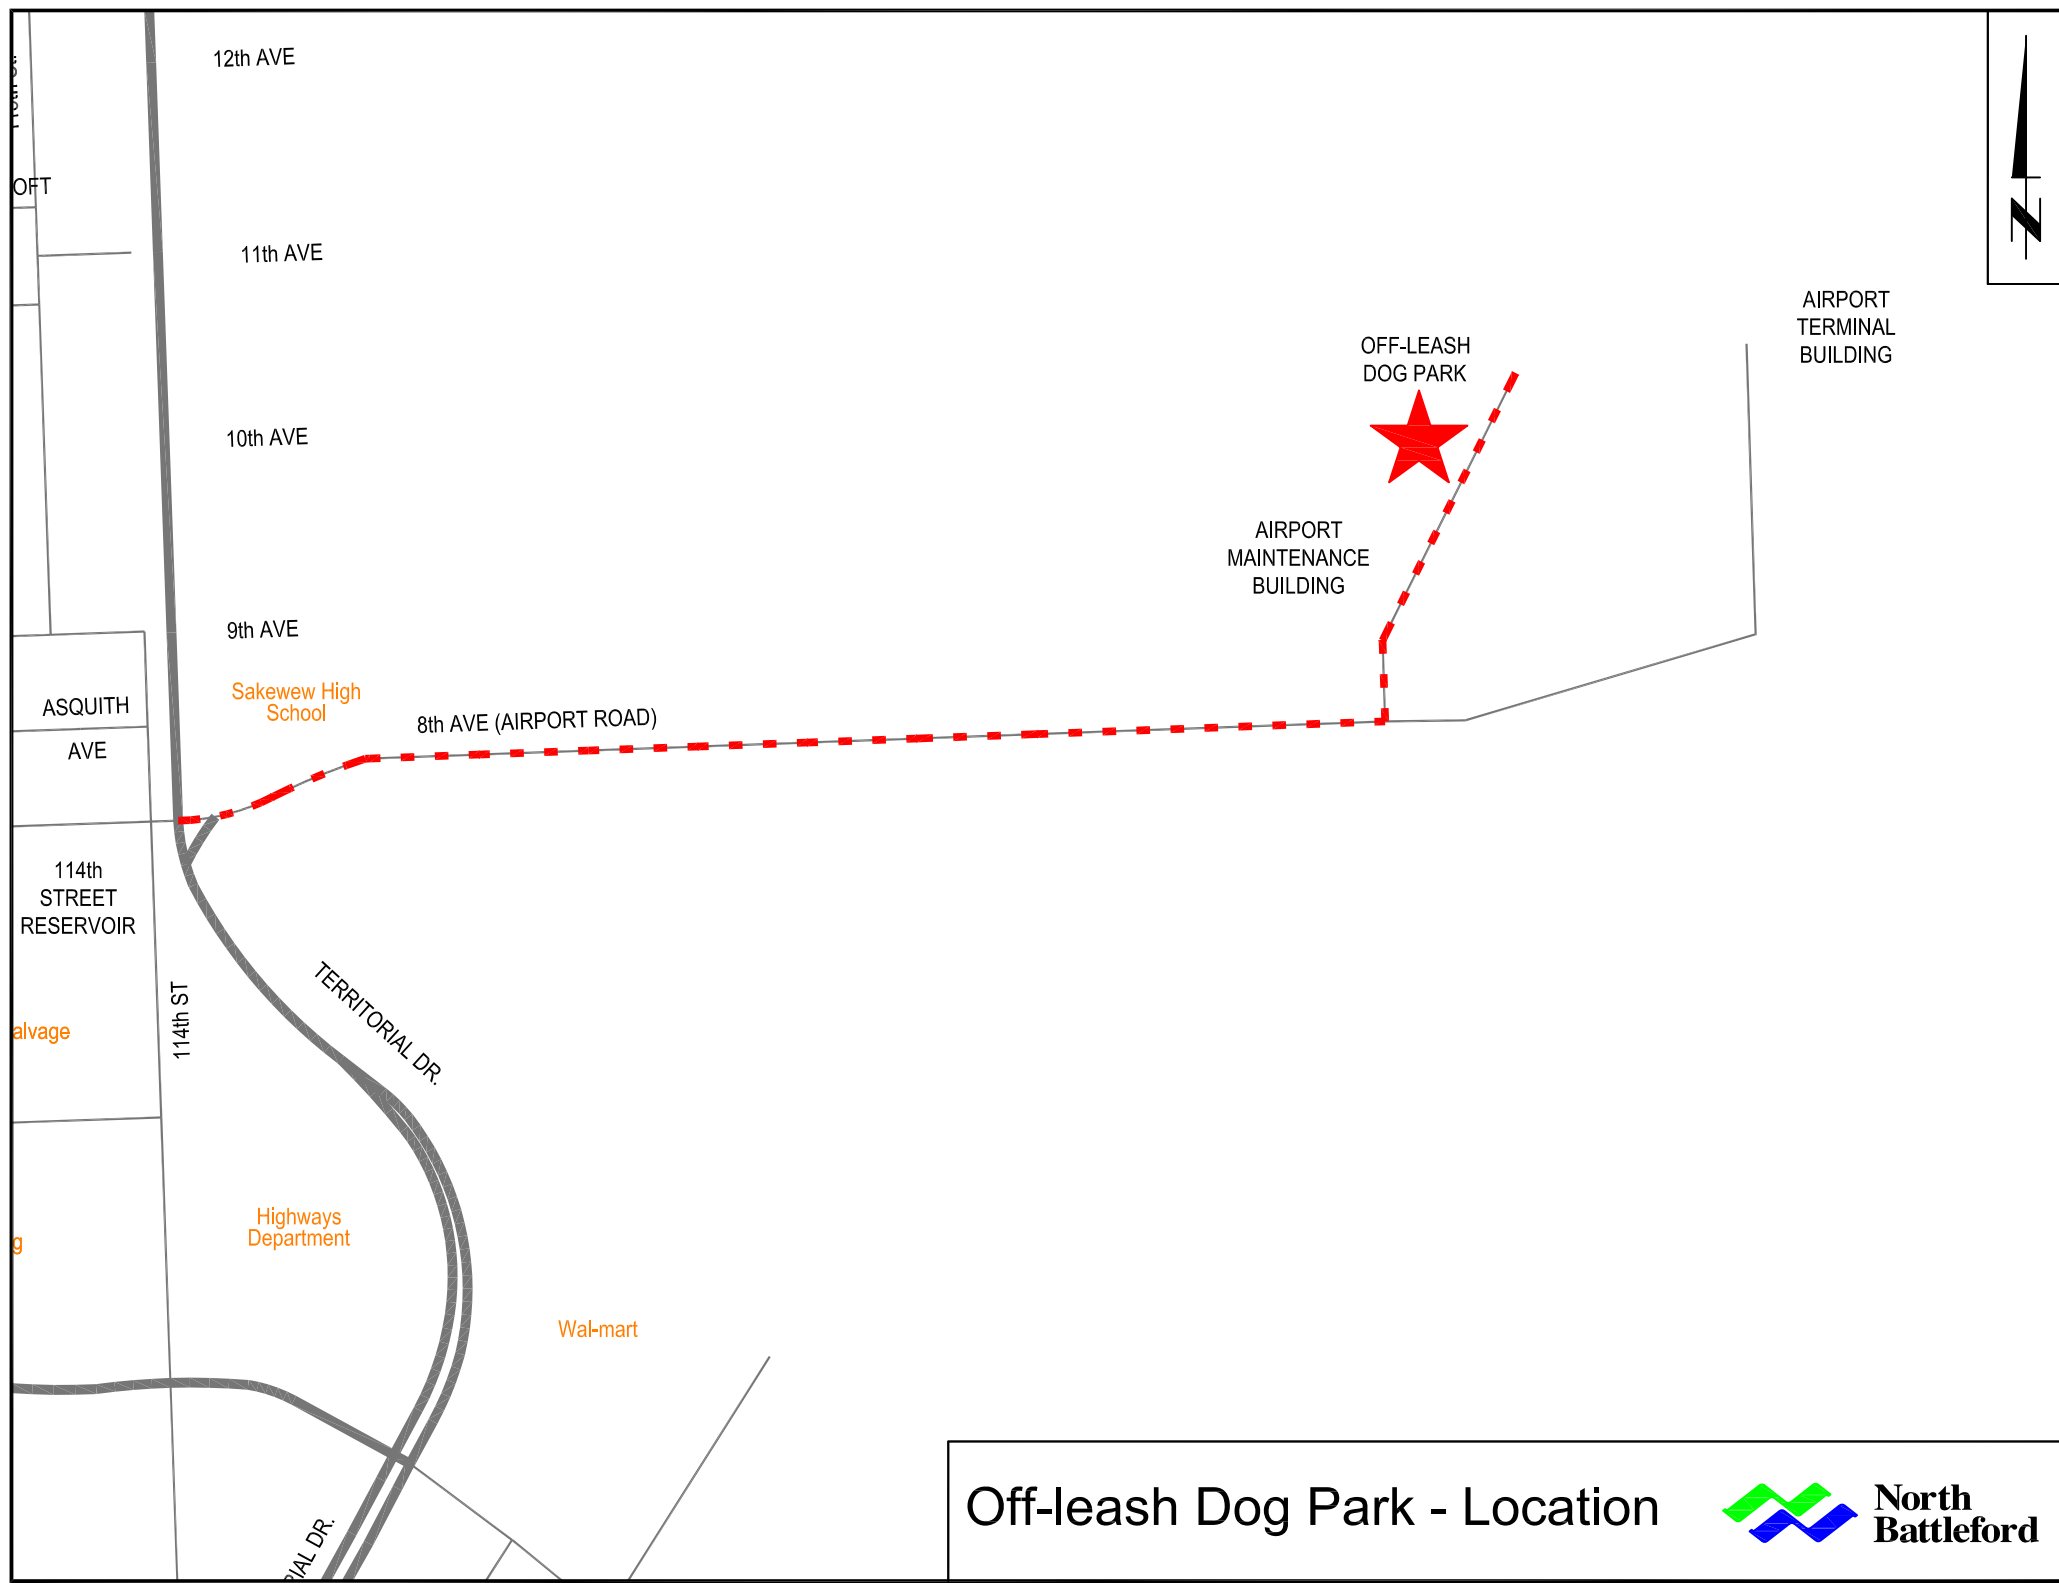 12th AVE
OFT
11th AVE
AIRPORT
TERMINAL
BUILDING
OFF-LEASH
DOG PARK
10th AVE
AIRPORT
MAINTENANCE
BUILDING
9th AVE
Sakewew High
School
ASQUITH
AVE
8th AVE (AIRPORT ROAD)
114th
STREET
RESERVOIR
TERRITORIAL DR.
114th ST
alvage
Highways
Department
g
Wal-mart
RIAL DR.
Off-leash Dog Park - Location
North
Battleford
N